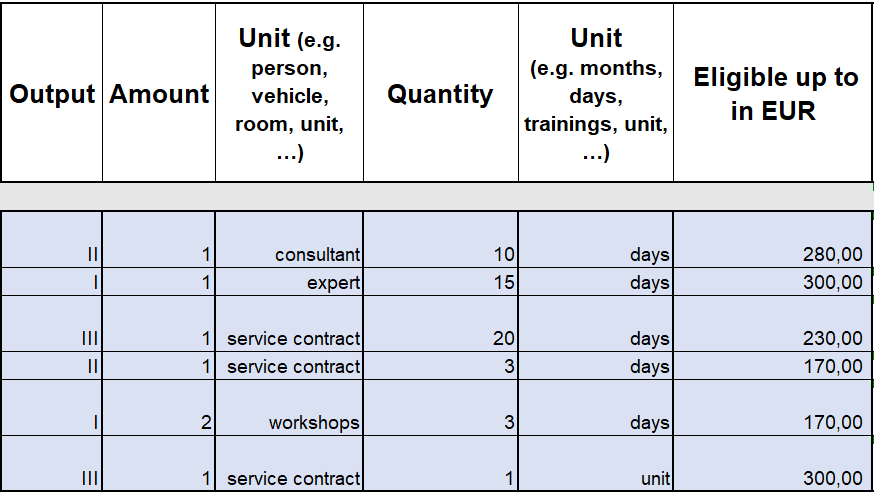 Output Amount Unit (e.g. person, vehicle, room, unit, …) Quantity Unit (e.g. months, days, trainings, unit, …) Eligible up to in EUR
II 1 consultant 10 days 280,00
I 1 expert 15 days 300,00
III 1 service contract 20 days 230,00
II 1 service contract 3 days 170,00
I 2 workshops 3 days 170,00
III 1 service contract 1 unit 300,00